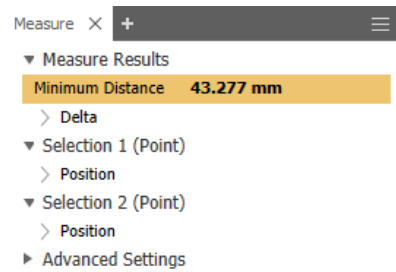 Measure × +
Measure Results
Minimum Distance 43.277 mm
Delta
Selection 1 (Point)
Position
Selection 2 (Point)
Position
Advanced Settings